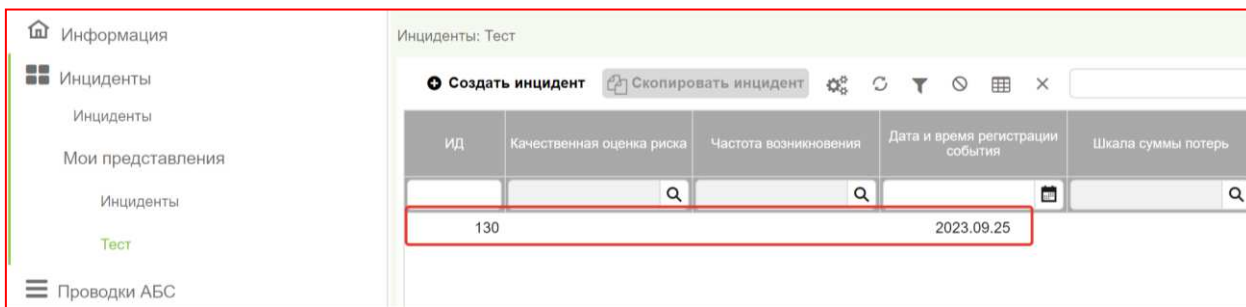 Информация
Инциденты
Инциденты
Мои представления
Инциденты
Тест
Проводки АБС
Инциденты: Тест
Создать инцидент Скопировать инцидент
ИД Качественная оценка риска Частота возникновения Дата и время регистрации Шкала суммы потерь
события
130 2023.09.25